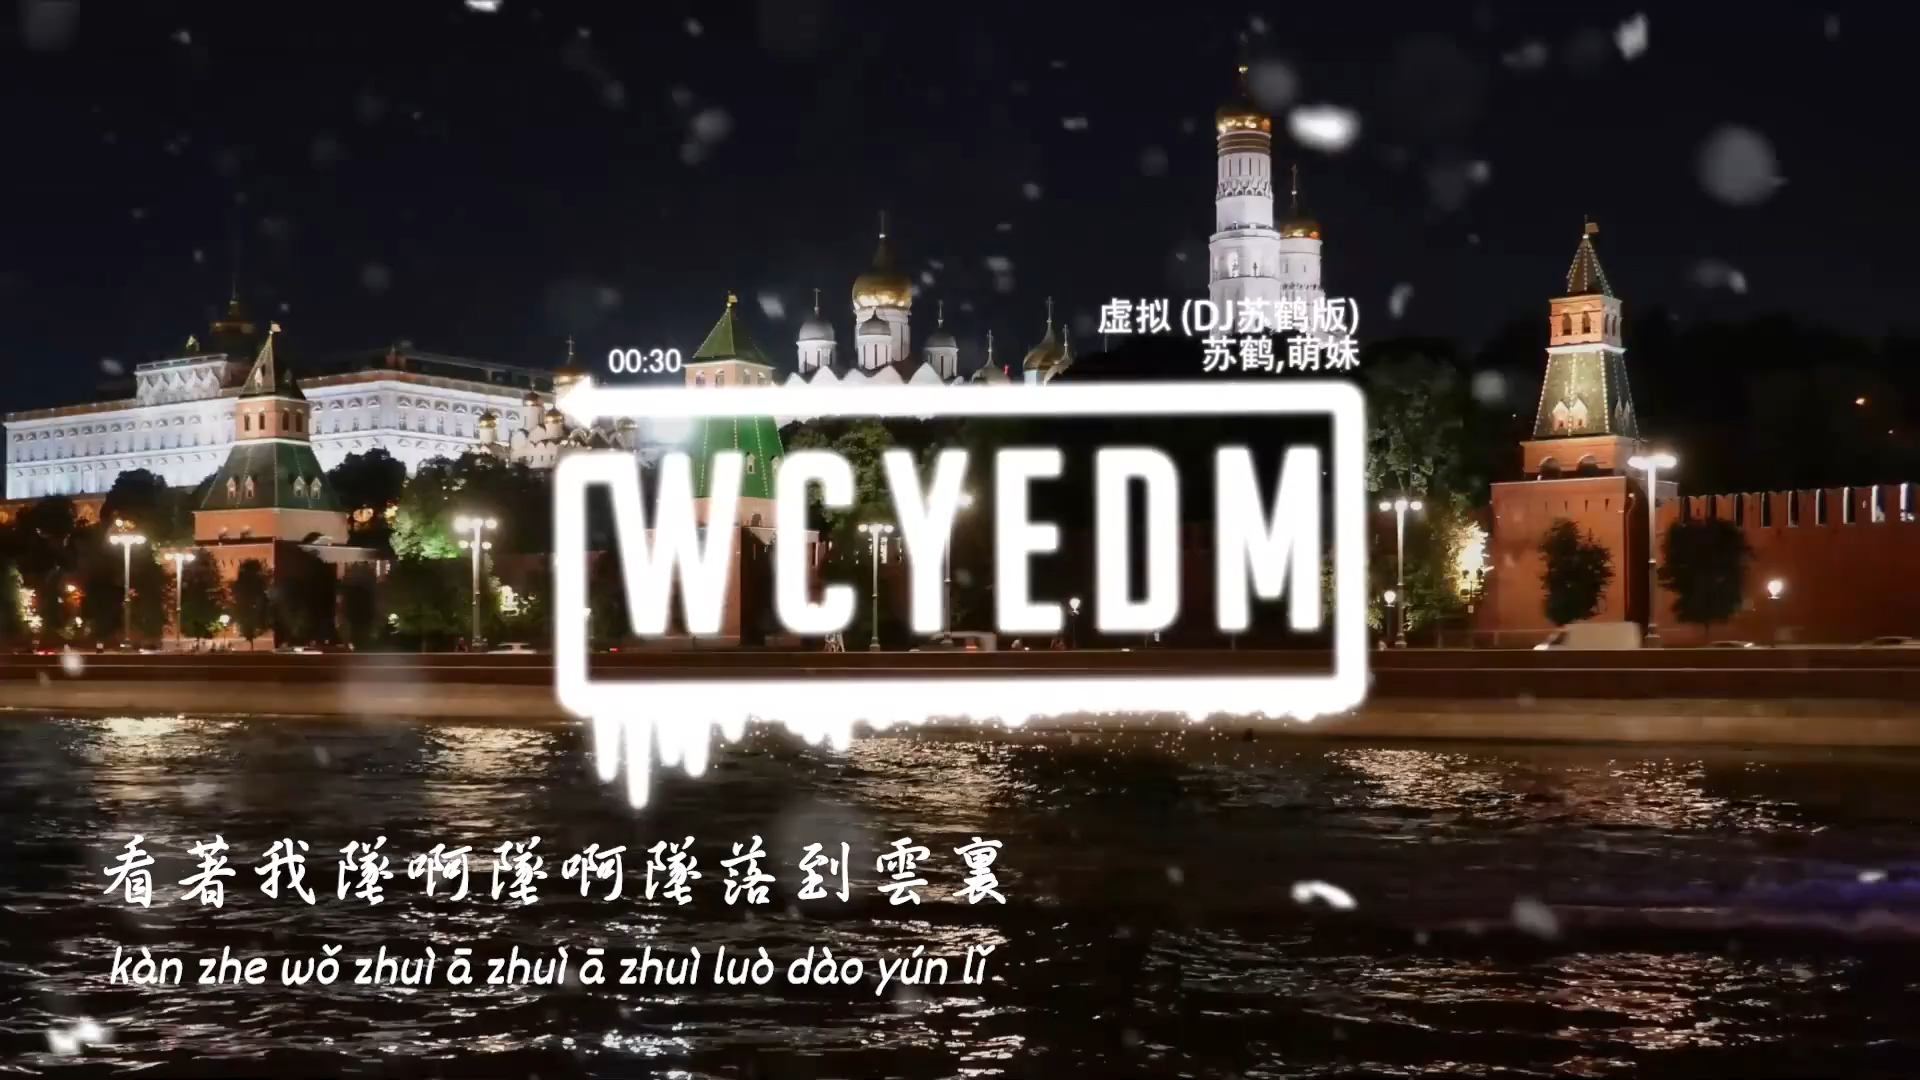 虚拟 (DJ苏鹤版)
00:30
苏鹤,萌妹
WCYEDM
看著我墜啊墜啊墜落到雲裏
kàn zhe wǒ zhuì ā zhuì ā zhuì luò dào yún lǐ